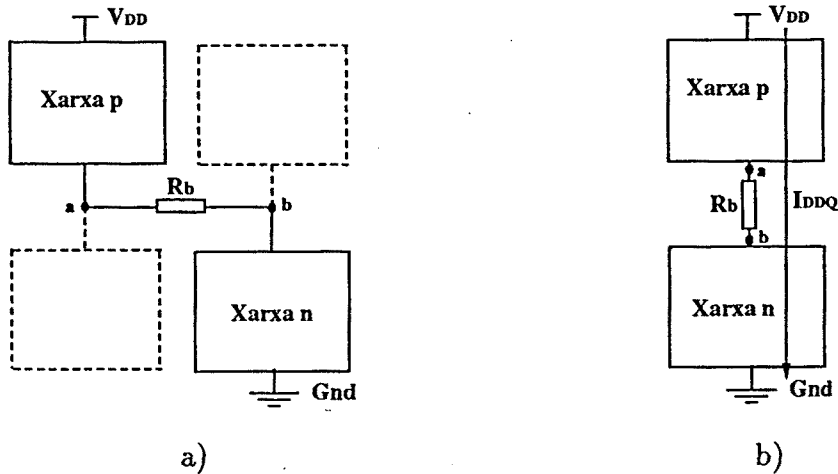 VDD
Xarxa p
Rb
a
b
Xarxa n
Gnd
a)
VDD
Xarxa p
a
Rb
IDDQ
b
Xarxa n
Gnd
b)